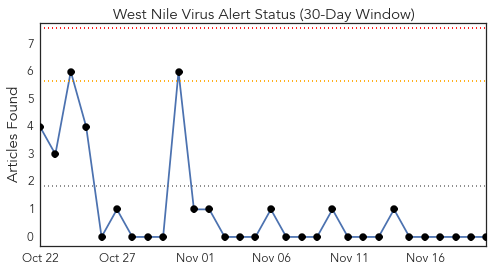 West Nile Virus Alert Status (30-Day Window)
Articles Found
7
6
5
4
3
2
1
0
Oct 22
Oct 27
Nov 01
Nov 06
Nov 11
Nov 16